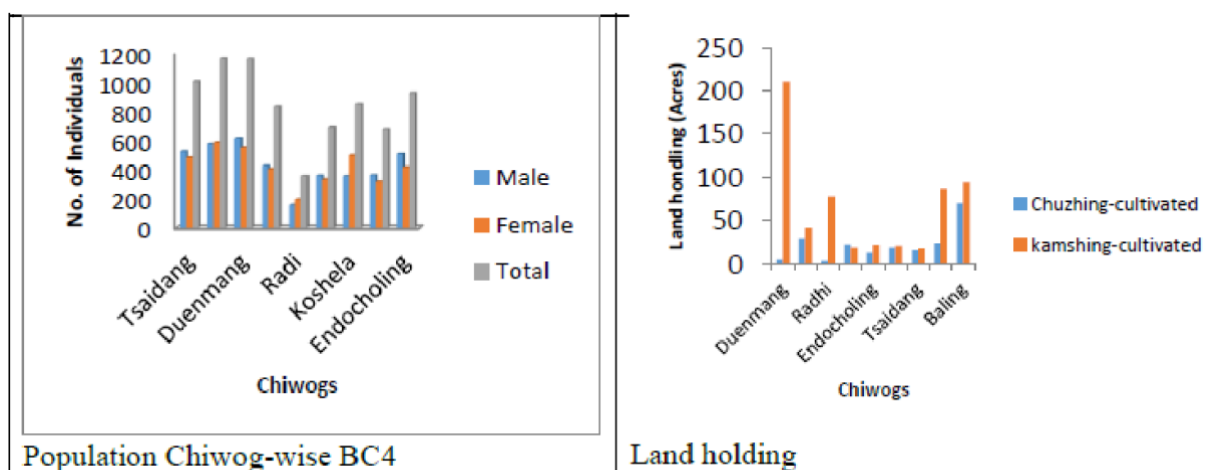 No. of Individuals
1200
1000
800
600
400
200
0
Tsaidang
Duenmang
Radi
Koshela
Endocholing
Chiwogs
Male
Female
Total
Population Chiwog-wise BC4
Land hondling (Acres)
250
200
150
100
50
0
Duenmang
Radhi
Endocholing
Tsaidang
Baling
Chiwogs
Chuzhing-cultivated
kamshing-cultivated
Land holding